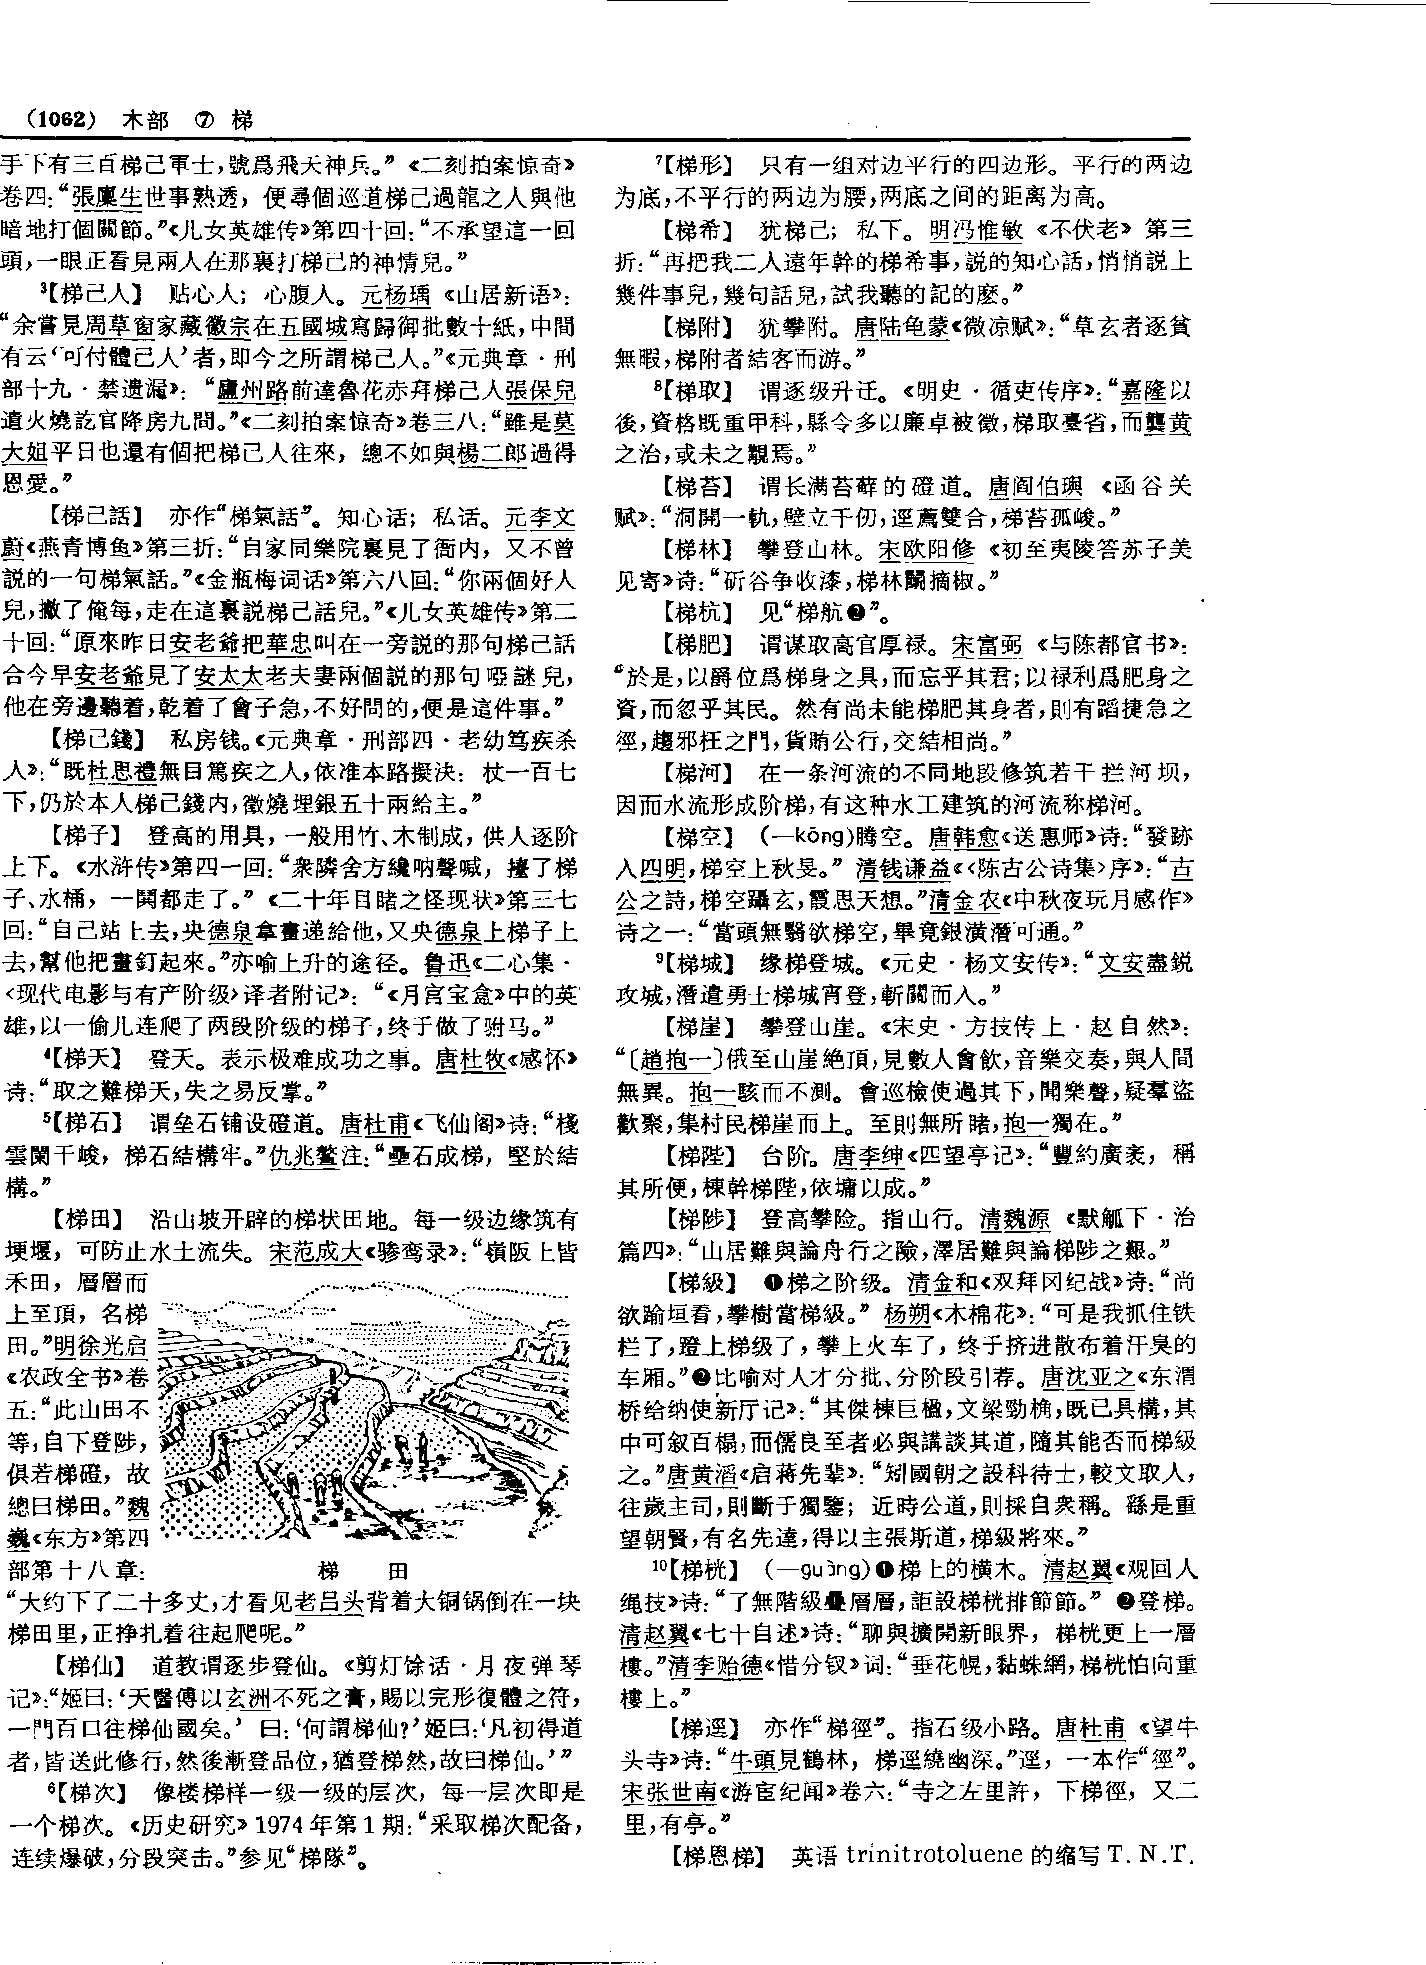 (1062) 木部 ⑦ 梯
手下有三百梯己軍士,號爲飛天神兵。”《二刻拍案惊奇》
卷四:“張廩生世事熟透，便尋個巡道梯己過龍之人與他
暗地打個關節。”《儿女英雄传》第四十回:“不承望這一回
頭,一眼正看見兩人在那裏打梯已的神情兒。”
³【梯己人】 贴心人；心腹人。元杨瑀《山居新语》:
“余嘗見周草窗家藏徽宗在五國城寫歸御批數十紙,中間
有云‘可付體己人’者,即今之所謂梯己人。”《元典章·刑
部十九·禁遗漏》:“廬州路前達魯花赤拜梯己人張保兒
遣火燒訖官降房九間。”《二刻拍案惊奇》卷三八:“雖是莫
大姐平日也還有個把梯己人往來，總不如與楊二郎過得
恩愛。”
【梯己話】 亦作“梯氣話”。知心话；私话。元李文
蔚《燕青博鱼》第三折:“自家同樂院裏見了衙内，又不曾
説的一句梯氣話。”《金瓶梅词话》第六八回:“你兩個好人
兒,撇了俺每,走在這裏説梯己話兒。”《儿女英雄传》第二
十回:“原來昨日安老爺把華忠叫在一旁説的那句梯己話
合今早安老爺見了安太太老夫妻兩個説的那句啞謎兒，
他在旁邊聽着,乾着了會子急,不好問的,便是這件事。”
【梯己錢】 私房钱。《元典章·刑部四·老幼笃疾杀
人》:“既杜思禮無目篤疾之人,依准本路擬決：杖一百七
下,仍於本人梯己錢内,徵燒埋銀五十兩給主。”
【梯子】 登高的用具，一般用竹、木制成，供人逐阶
上下。《水浒传》第四一回:“衆隣舍方纔呐聲喊，擡了梯
子、水桶，一鬨都走了。”《二十年目睹之怪现状》第三七
回:“自己站上去,央德泉拿畫递給他,又央德泉上梯子上
去,幫他把畫釘起來。”亦喻上升的途径。鲁迅《二心集·
〈现代电影与有产阶级〉译者附记》:“《月宫宝盒》中的英
雄,以一偷儿连爬了两段阶级的梯子,终于做了驸马。”
⁴【梯天】 登天。表示极难成功之事。唐杜牧《感怀》
诗:“取之難梯天,失之易反掌。”
⁵【梯石】 谓垒石铺设磴道。唐杜甫《飞仙阁》诗:“棧
雲闌干峻，梯石結構牢。”仇兆鳌注:“壘石成梯，堅於結
構。”
【梯田】 沿山坡开辟的梯状田地。每一级边缘筑有
埂堰，可防止水土流失。宋范成大《骖鸾录》:“嶺阪上皆
禾田，層層而
上至頂，名梯
田。”明徐光启
《农政全书》卷
五:“此山田不
等,自下登陟，
俱若梯磴，故
總曰梯田。”魏
巍《东方》第四
部第十八章:
梯 田
“大约下了二十多丈,才看见老吕头背着大铜锅倒在一块
梯田里,正挣扎着往起爬呢。”
【梯仙】 道教谓逐步登仙。《剪灯馀话·月夜弹琴
记》:“姬曰:‘天醫傅以玄洲不死之膏,賜以完形復體之符，
一門百口往梯仙國矣。’曰:‘何謂梯仙?’姬曰:‘凡初得道
者,皆送此修行,然後漸登品位,猶登梯然,故曰梯仙。’”
⁶【梯次】 像楼梯样一级一级的层次，每一层次即是
一个梯次。《历史研究》1974年第1期:“采取梯次配备，
连续爆破,分段突击。”参见“梯隊”。
⁷【梯形】 只有一组对边平行的四边形。平行的两边
为底,不平行的两边为腰,两底之间的距离为高。
【梯希】 犹梯己；私下。明冯惟敏《不伏老》第三
折:“再把我二人遠年幹的梯希事,説的知心話,悄悄説上
幾件事兒,幾句話兒,試我聽的記的麽。”
【梯附】 犹攀附。唐陆龟蒙《微凉赋》:“草玄者逐貧
無暇,梯附者結客而游。”
⁸【梯取】 谓逐级升迁。《明史·循吏传序》:“嘉隆以
後,資格既重甲科,縣令多以廉卓被徵,梯取臺省,而龔黄
之治,或未之覯焉。”
【梯苔】 谓长满苔藓的磴道。唐阎伯玙《函谷关
赋》:“洞開一軌,壁立千仞,逕薦雙合,梯苔孤峻。”
【梯林】 攀登山林。宋欧阳修《初至夷陵答苏子美
见寄》诗:“斫谷争收漆,梯林鬭摘椒。”
【梯杭】 见“梯航❷”。
【梯肥】 谓谋取高官厚禄。宋富弼《与陈都官书》:
“於是,以爵位爲梯身之具,而忘乎其君;以禄利爲肥身之
資,而忽乎其民。然有尚未能梯肥其身者,則有蹈捷急之
徑,趨邪枉之門,貨賄公行,交結相尚。”
【梯河】 在一条河流的不同地段修筑若干拦河坝，
因而水流形成阶梯,有这种水工建筑的河流称梯河。
【梯空】 (—kōng)腾空。唐韩愈《送惠师》诗:“發跡
入四明,梯空上秋旻。”清钱谦益《〈陈古公诗集〉序》:“古
公之詩,梯空躡玄,霞思天想。”清金农《中秋夜玩月感作》
诗之一:“當頭無翳欲梯空,畢竟銀潢潛可通。”
⁹【梯城】 缘梯登城。《元史·杨文安传》:“文安盡鋭
攻城,潛遣勇士梯城宵登,斬關而入。”
【梯崖】 攀登山崖。《宋史·方技传上·赵自然》:
“〔趙抱一〕俄至山崖絶頂,見數人會飲,音樂交奏,與人間
無異。抱一駭而不測。會巡檢使過其下,聞樂聲,疑羣盗
歡聚,集村民梯崖而上。至則無所睹,抱一獨在。”
【梯陛】 台阶。唐李绅《四望亭记》:“豐約廣袤，稱
其所便,棟幹梯陛,依墉以成。”
【梯陟】 登高攀险。指山行。清魏源《默觚下·治
篇四》:“山居難與論舟行之險,澤居難與論梯陟之艱。”
【梯級】 ❶梯之阶级。清金和《双拜冈纪战》诗:“尚
欲踰垣看,攀樹當梯級。”杨朔《木棉花》:“可是我抓住铁
栏了,蹬上梯级了,攀上火车了，终于挤进散布着汗臭的
车厢。”❷比喻对人才分批、分阶段引荐。唐沈亚之《东渭
桥给纳使新厅记》:“其傑棟巨楹,文梁勁桷,既已具構,其
中可叙百榻,而儒良至者必與講談其道,隨其能否而梯級
之。”唐黄滔《启蒋先辈》:“矧國朝之設科待士,較文取人，
往歲主司,則斷于獨鑒；近時公道,則採自衆稱。繇是重
望朝賢,有名先達,得以主張斯道,梯級將來。”
¹⁰【梯桄】 (—guàng)❶梯上的横木。清赵翼《观回人
绳技》诗:“了無階級疊層層,詎設梯桄排節節。”❷登梯。
清赵翼《七十自述》诗:“聊與擴開新眼界，梯桄更上一層
樓。”清李贻德《惜分钗》词:“垂花幌,黏蛛網,梯桄怕向重
樓上。”
【梯逕】 亦作“梯徑”。指石级小路。唐杜甫《望牛
头寺》诗:“牛頭見鶴林，梯逕繞幽深。”逕，一本作“徑”。
宋张世南《游宦纪闻》卷六:“寺之左里許，下梯徑，又二
里,有亭。”
【梯恩梯】 英语 trinitrotoluene 的缩写 T. N. T.